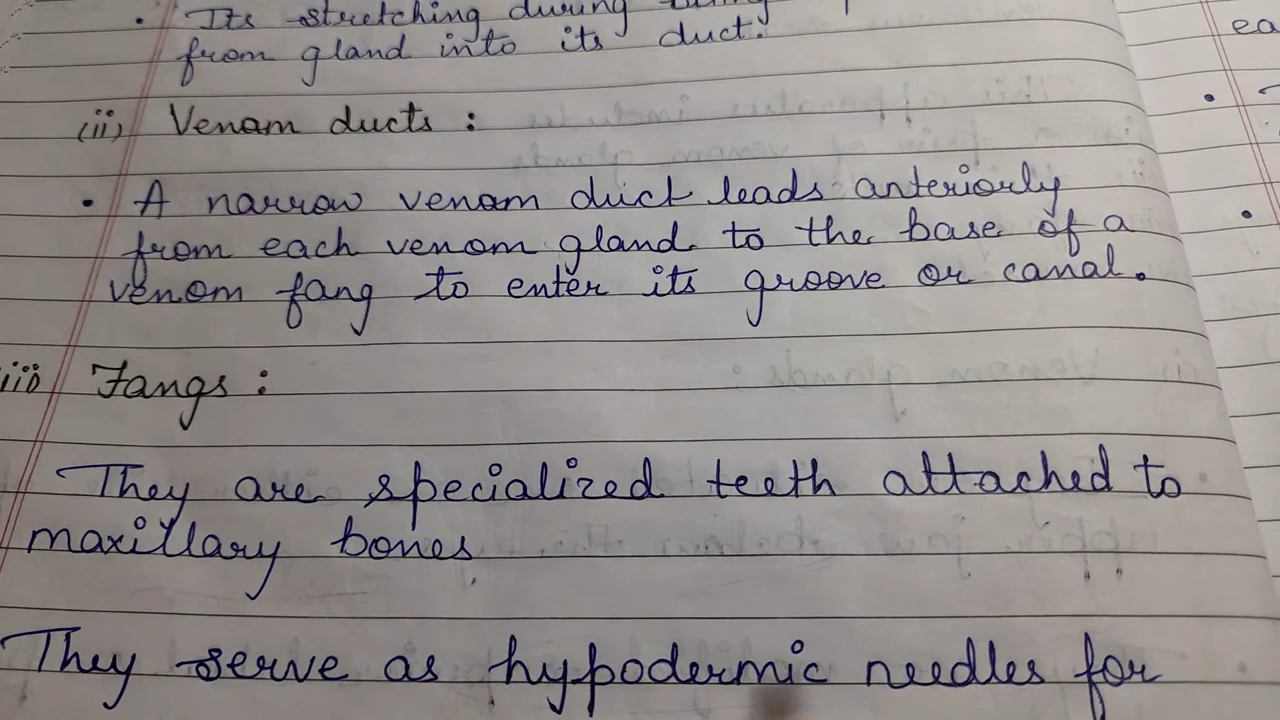 • Its stretching during
from gland into its duct.
(ii) Venam ducts :
• A narrow venam duct leads anteriorly
from each venom gland to the base of a
venom fang to enter its groove or canal.
iii) Fangs :
They are specialized teeth attached to
maxillary bones
They serve as hypodermic needles for
ea